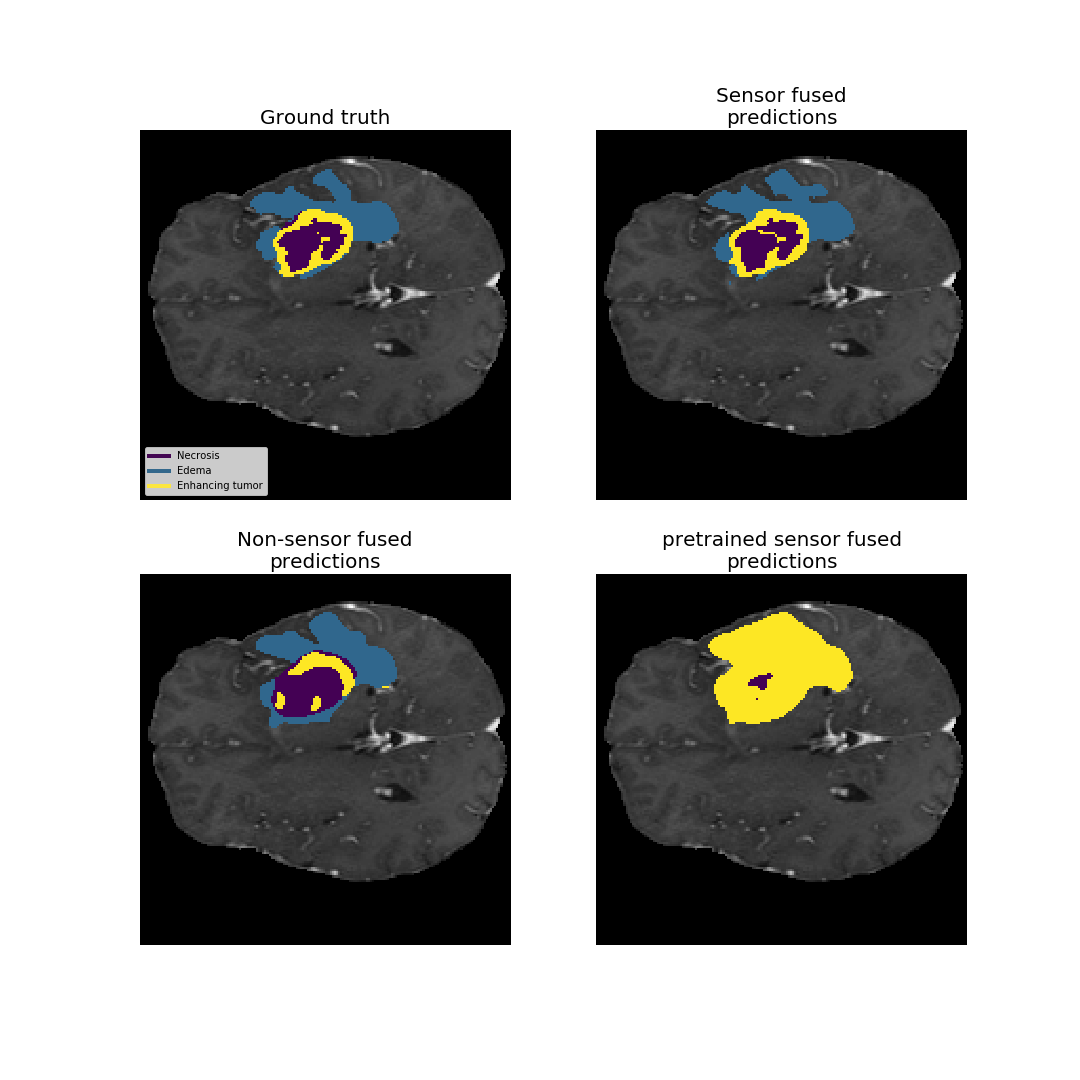 Ground truth
Sensor fused
predictions
Necrosis
Edema
Enhancing tumor
Non-sensor fused
predictions
pretrained sensor fused
predictions